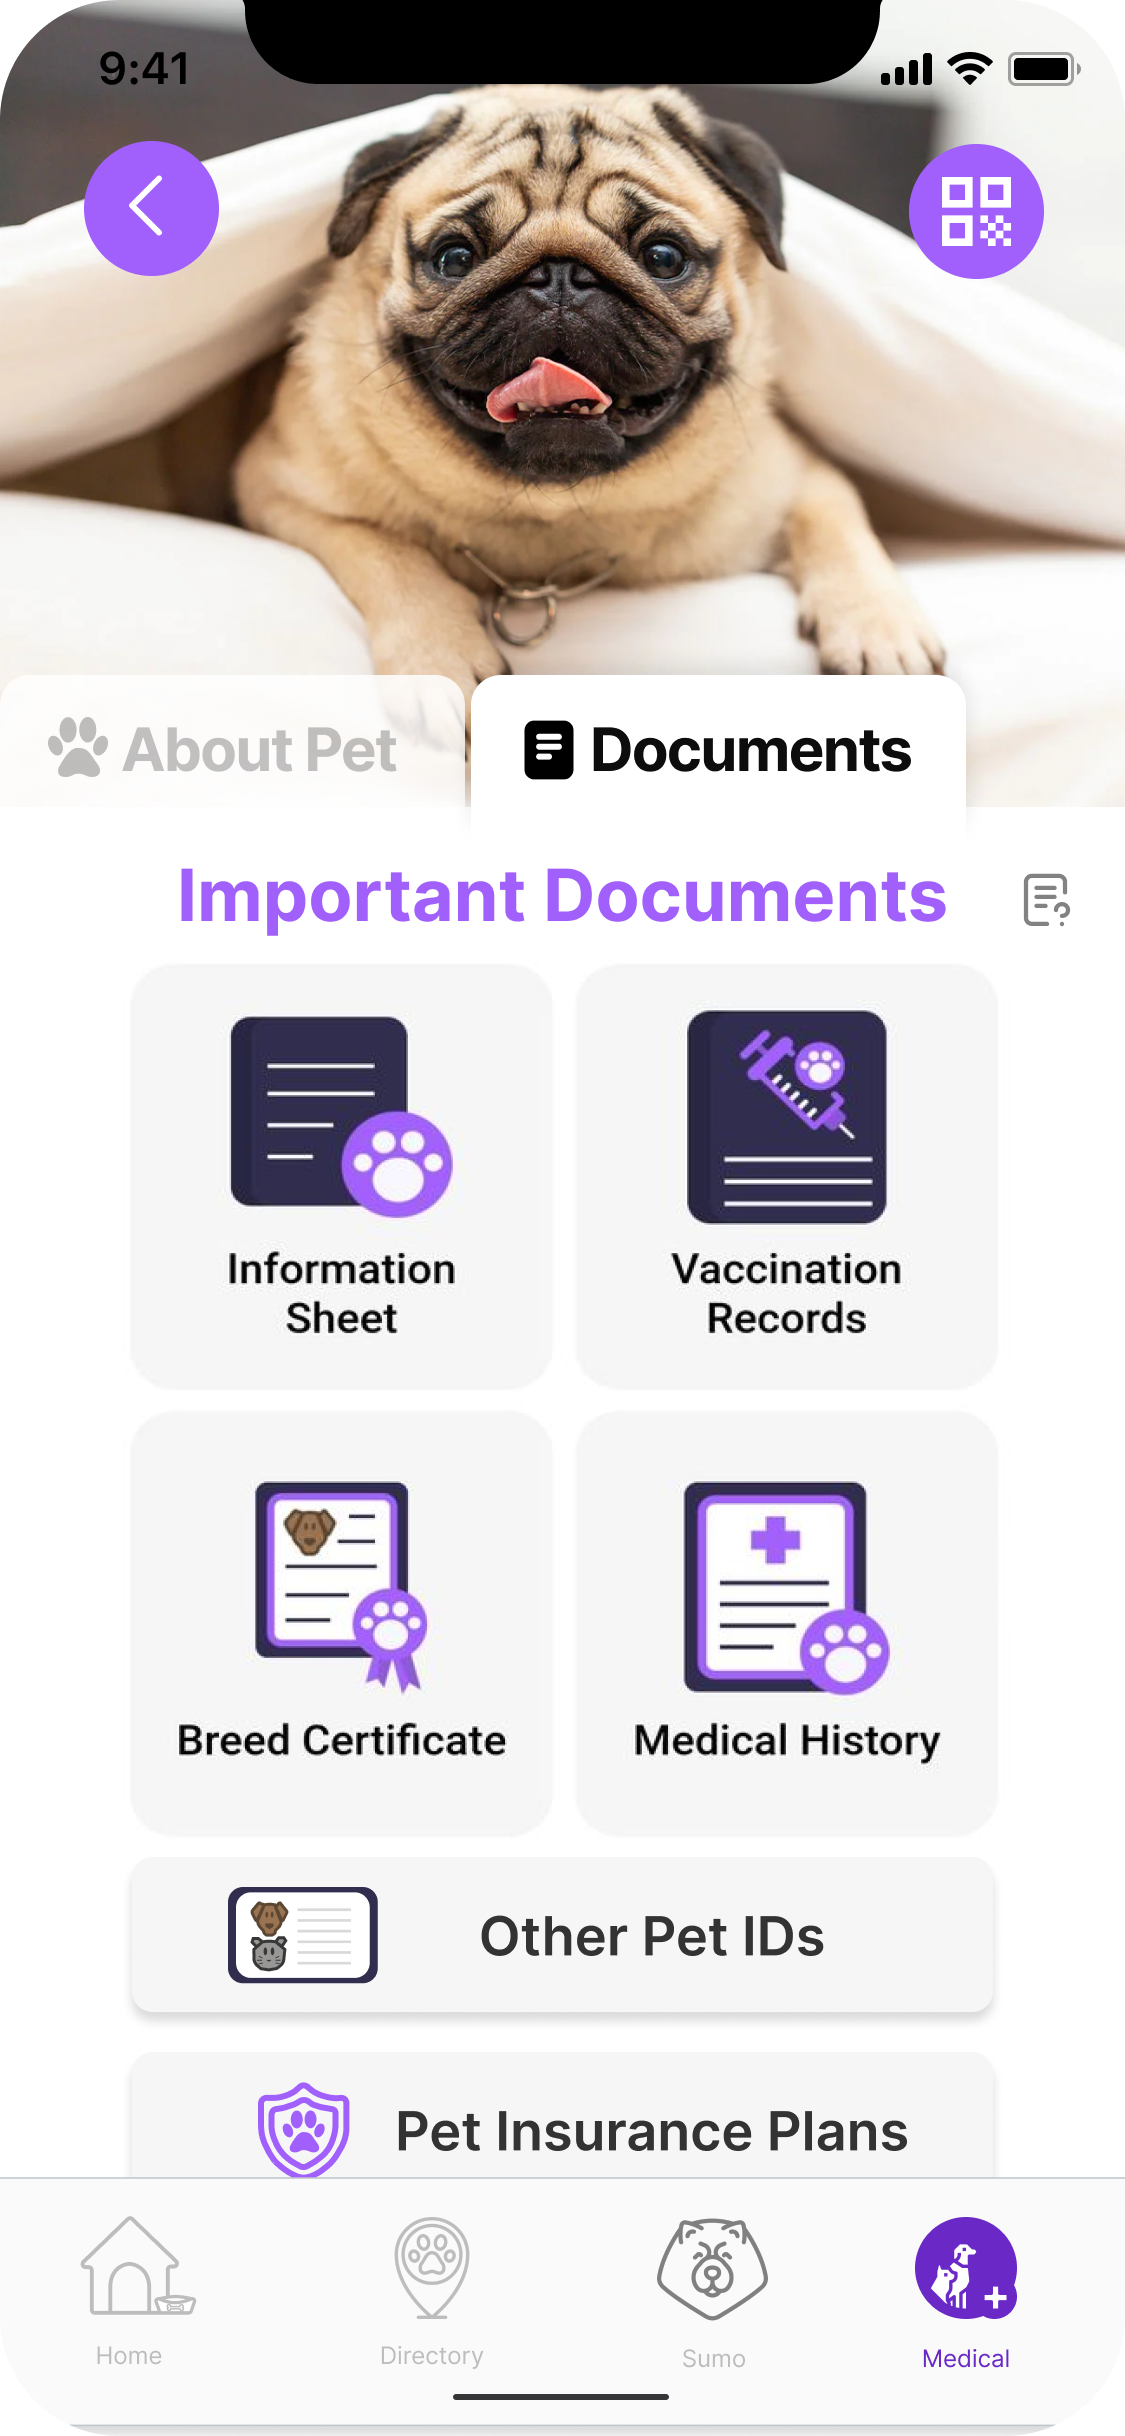 9:41
About Pet
Documents
Important Documents
Information
Sheet
Vaccination
Records
Breed Certificate
Medical History
Other Pet IDs
Pet Insurance Plans
Home
Directory
Sumo
Medical